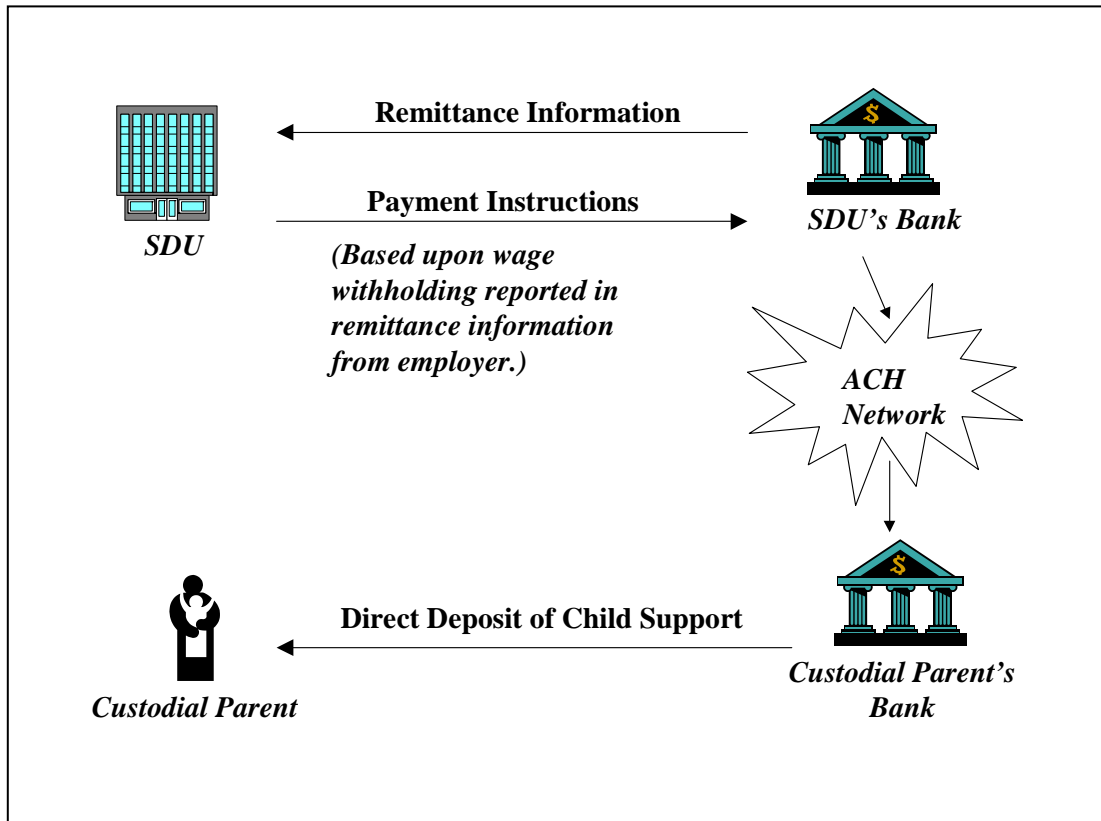 Remittance Information
$
SDU
Payment Instructions
SDU's Bank
(Based upon wage
withholding reported in
remittance information
from employer.)
ACH
Network
$
Direct Deposit of Child Support
Custodial Parent
Custodial Parent's
Bank